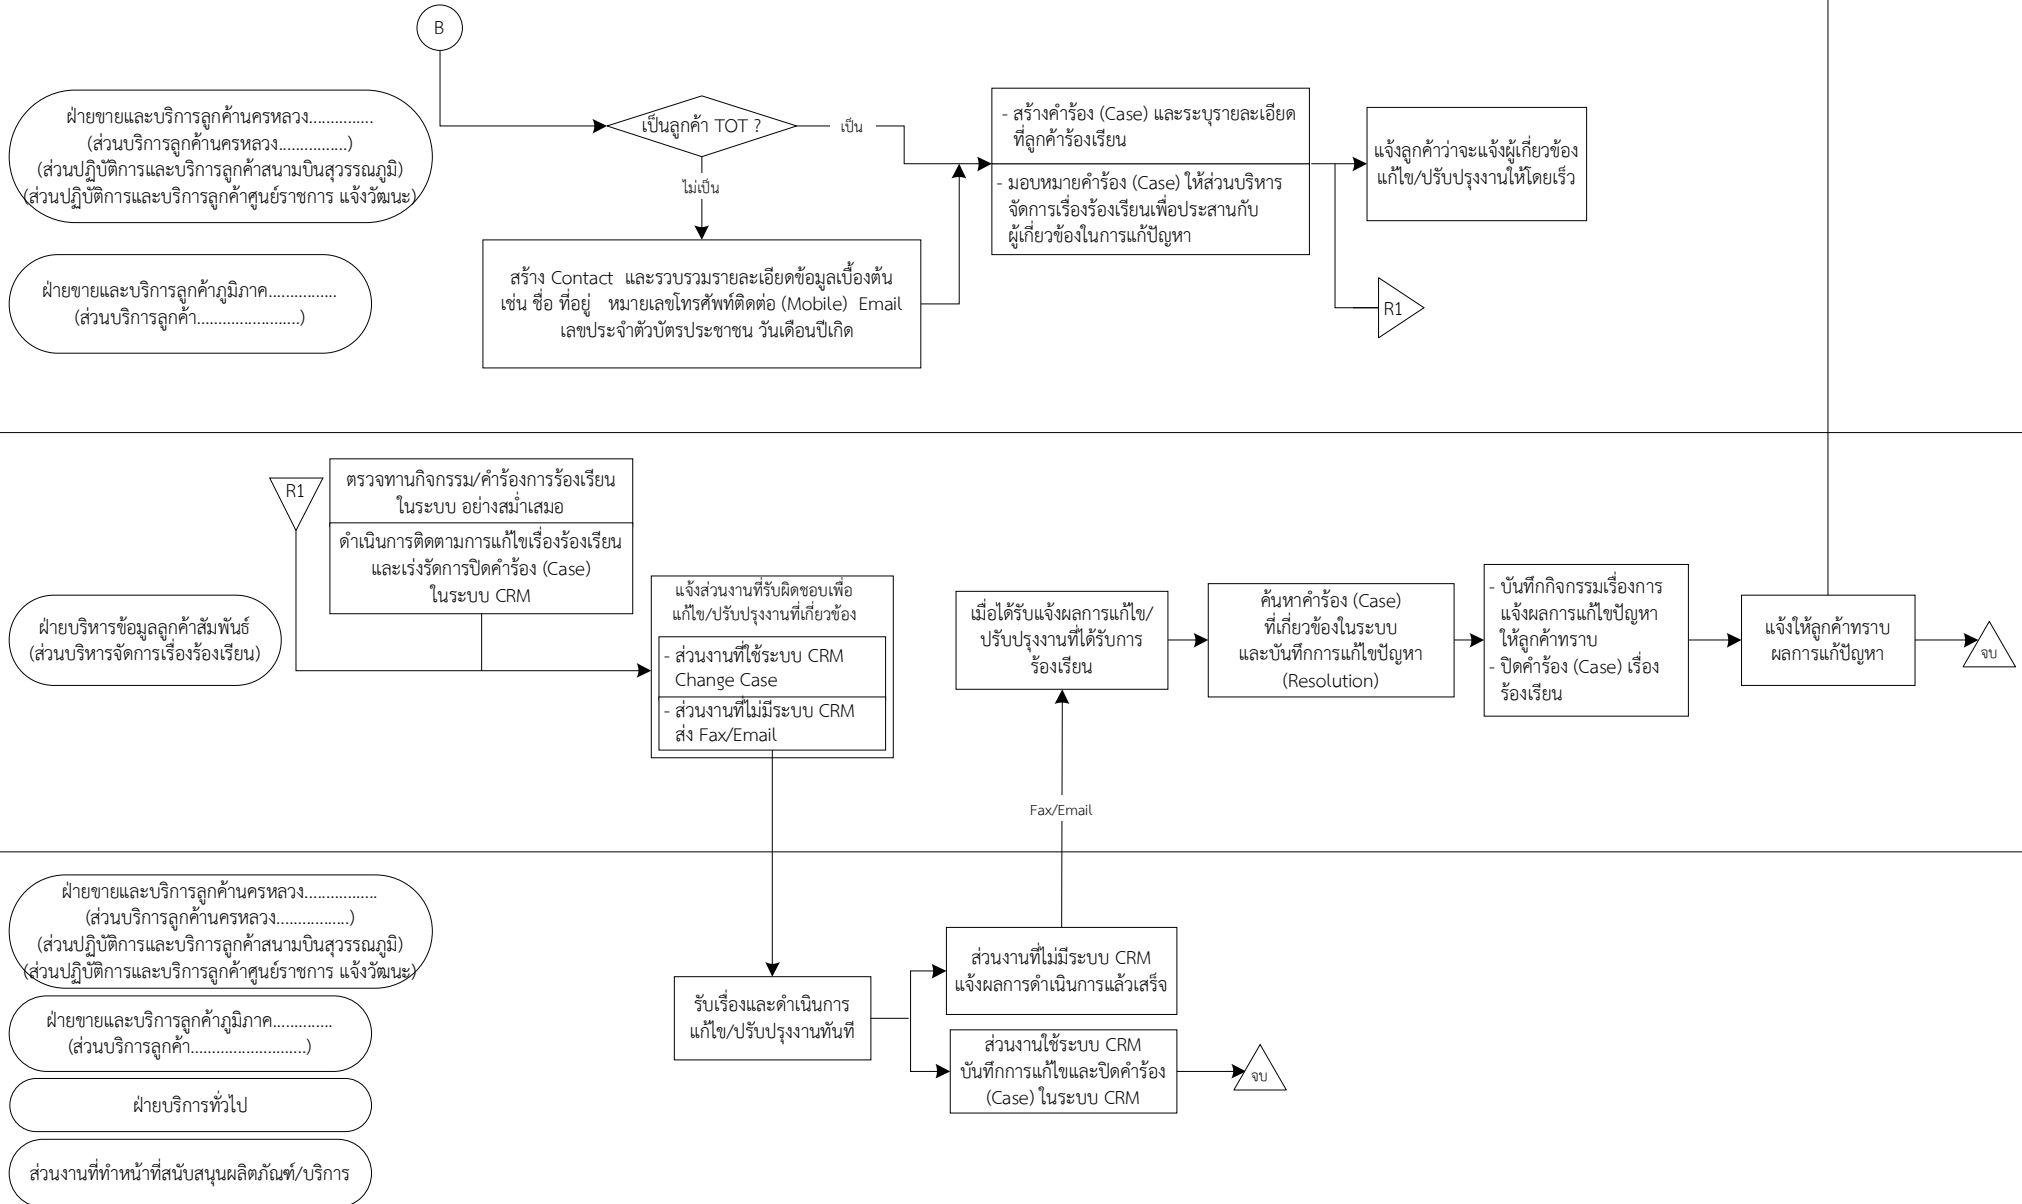 B
ฝ่ายขายและบริการลูกค้านครหลวง...............
(ส่วนบริการลูกค้านครหลวง................)
(ส่วนปฏิบัติการและบริการลูกค้าสนามบินสุวรรณภูมิ)
(ส่วนปฏิบัติการและบริการลูกค้าศูนย์ราชการ แจ้งวัฒนะ)
ฝ่ายขายและบริการลูกค้าภูมิภาค...............
(ส่วนบริการลูกค้า.......................)
เป็นลูกค้า TOT ?
เป็น
ไม่เป็น
สร้าง Contact และรวบรวมรายละเอียดข้อมูลเบื้องต้น
เช่น ชื่อ ที่อยู่ หมายเลขโทรศัพท์ติดต่อ (Mobile) Email
เลขประจำตัวบัตรประชาชน วันเดือนปีเกิด
- สร้างคำร้อง (Case) และระบุรายละเอียด
ที่ลูกค้าร้องเรียน
- มอบหมายคำร้อง (Case) ให้ส่วนบริหาร
จัดการเรื่องร้องเรียนเพื่อประสานกับ
ผู้เกี่ยวข้องในการแก้ปัญหา
แจ้งลูกค้าว่าจะแจ้งผู้เกี่ยวข้อง
แก้ไข/ปรับปรุงงานให้โดยเร็ว
R1
R1
ตรวจทานกิจกรรม/คำร้องการร้องเรียน
ในระบบ อย่างสม่ำเสมอ
ดำเนินการติดตามการแก้ไขเรื่องร้องเรียน
และเร่งรัดการปิดคำร้อง (Case)
ในระบบ CRM
ฝ่ายบริหารข้อมูลลูกค้าสัมพันธ์
(ส่วนบริหารจัดการเรื่องร้องเรียน)
แจ้งส่วนงานที่รับผิดชอบเพื่อ
แก้ไข/ปรับปรุงงานที่เกี่ยวข้อง
- ส่วนงานที่ใช้ระบบ CRM
Change Case
- ส่วนงานที่ไม่มีระบบ CRM
ส่ง Fax/Email
เมื่อได้รับแจ้งผลการแก้ไข/
ปรับปรุงงานที่ได้รับการ
ร้องเรียน
ค้นหาคำร้อง (Case)
ที่เกี่ยวข้องในระบบ
และบันทึกการแก้ไขปัญหา
(Resolution)
- บันทึกกิจกรรมเรื่องการ
แจ้งผลการแก้ไขปัญหา
ให้ลูกค้าทราบ
- ปิดคำร้อง (Case) เรื่อง
ร้องเรียน
แจ้งให้ลูกค้าทราบ
ผลการแก้ปัญหา
จบ
Fax/Email
ฝ่ายขายและบริการลูกค้านครหลวง.................
(ส่วนบริการลูกค้านครหลวง.................)
(ส่วนปฏิบัติการและบริการลูกค้าสนามบินสุวรรณภูมิ)
(ส่วนปฏิบัติการและบริการลูกค้าศูนย์ราชการ แจ้งวัฒนะ)
ฝ่ายขายและบริการลูกค้าภูมิภาค..............
(ส่วนบริการลูกค้า..........................)
ฝ่ายบริการทั่วไป
ส่วนงานที่ทำหน้าที่สนับสนุนผลิตภัณฑ์/บริการ
รับเรื่องและดำเนินการ
แก้ไข/ปรับปรุงงานทันที
ส่วนงานที่ไม่มีระบบ CRM
แจ้งผลการดำเนินการแล้วเสร็จ
ส่วนงานใช้ระบบ CRM
บันทึกการแก้ไขและปิดคำร้อง
(Case) ในระบบ CRM
จบ